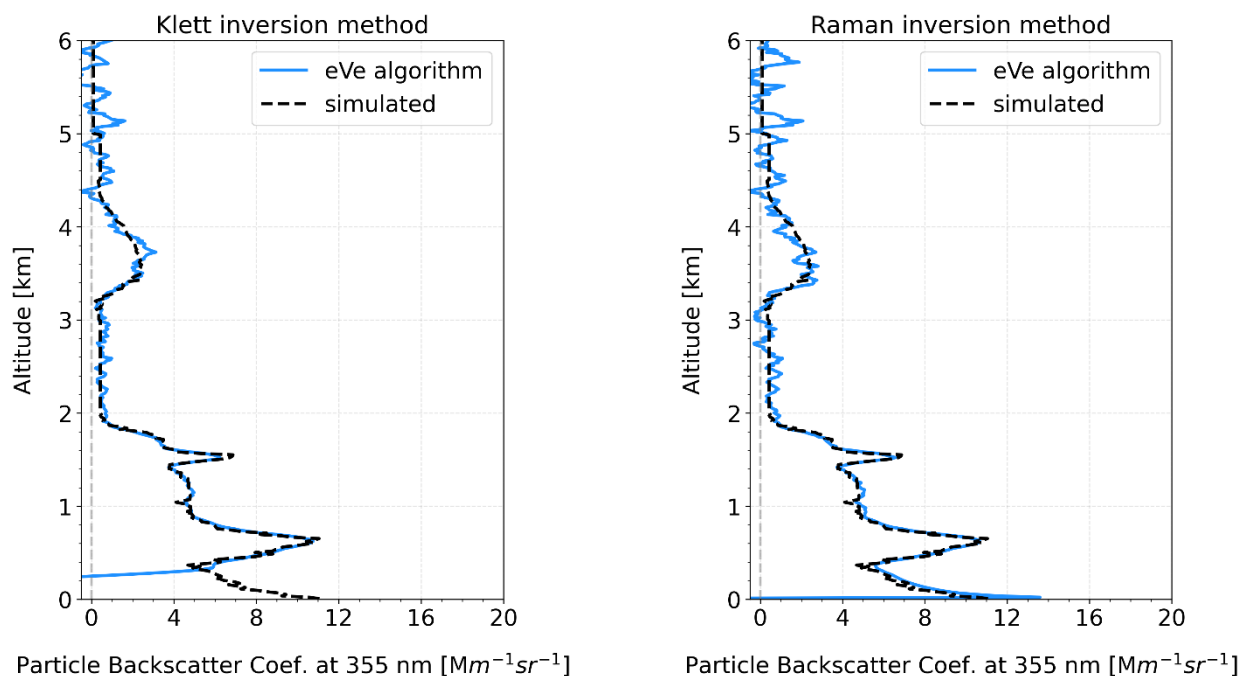 Klett inversion method
6
5
4
3
2
1
0
Altitude [km]
eVe algorithm
simulated
0 4 8 12 16 20
Particle Backscatter Coef. at 355 nm [Mm⁻¹sr⁻¹]
Raman inversion method
6
5
4
3
2
1
0
Altitude [km]
eVe algorithm
simulated
0 4 8 12 16 20
Particle Backscatter Coef. at 355 nm [Mm⁻¹sr⁻¹]